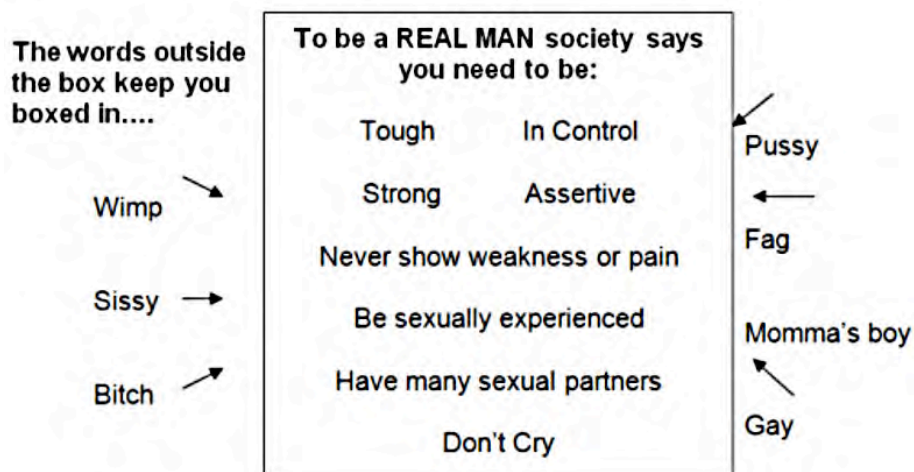 The words outside
the box keep you
boxed in....
Wimp
Sissy
Bitch
To be a REAL MAN society says
you need to be:
Tough In Control
Strong Assertive
Never show weakness or pain
Be sexually experienced
Have many sexual partners
Don't Cry
Pussy
Fag
Momma's boy
Gay